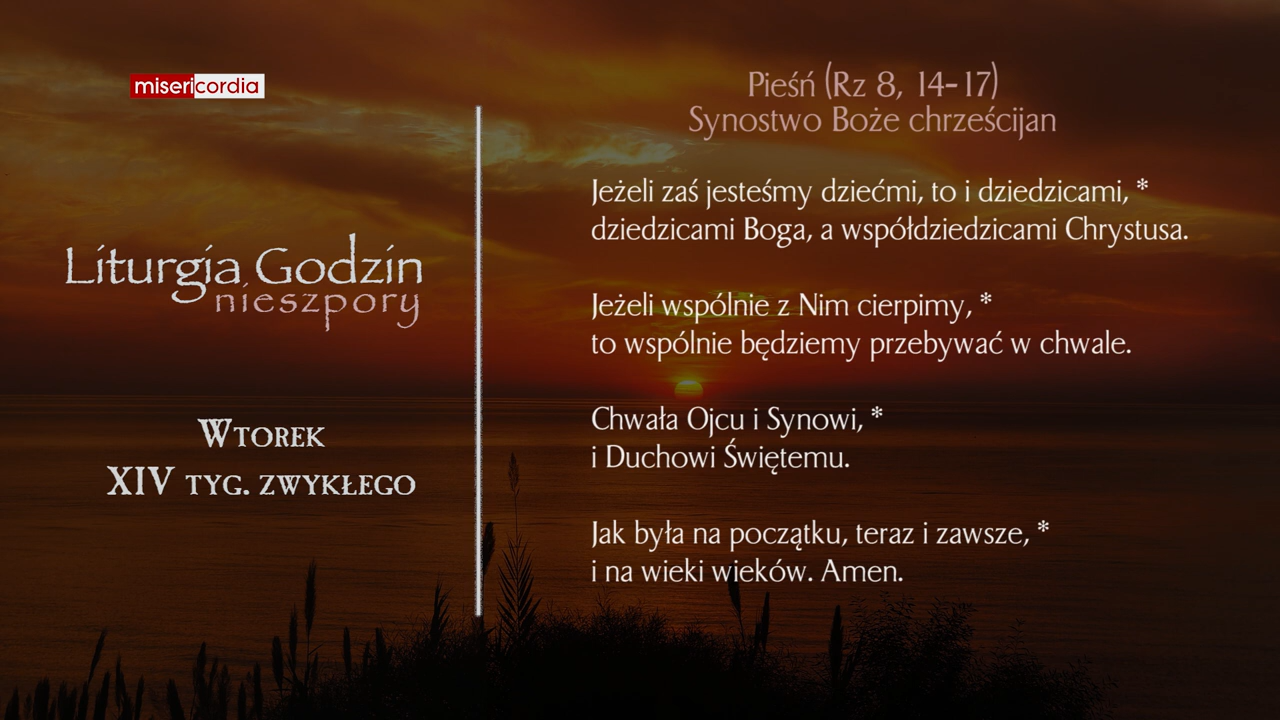 misericordia
Liturgia Godzin
nieszpory
Wtorek
XIV tyg. zwykłego
Pieśń (Rz 8, 14-17)
Synostwo Boże chrześcijan
Jeżeli zaś jesteśmy dziećmi, to i dziedzicami, *
dziedzicami Boga, a współdziedzicami Chrystusa.
Jeżeli wspólnie z Nim cierpimy, *
to wspólnie będziemy przebywać w chwale.
Chwała Ojcu i Synowi, *
i Duchowi Świętemu.
Jak była na początku, teraz i zawsze, *
i na wieki wieków. Amen.